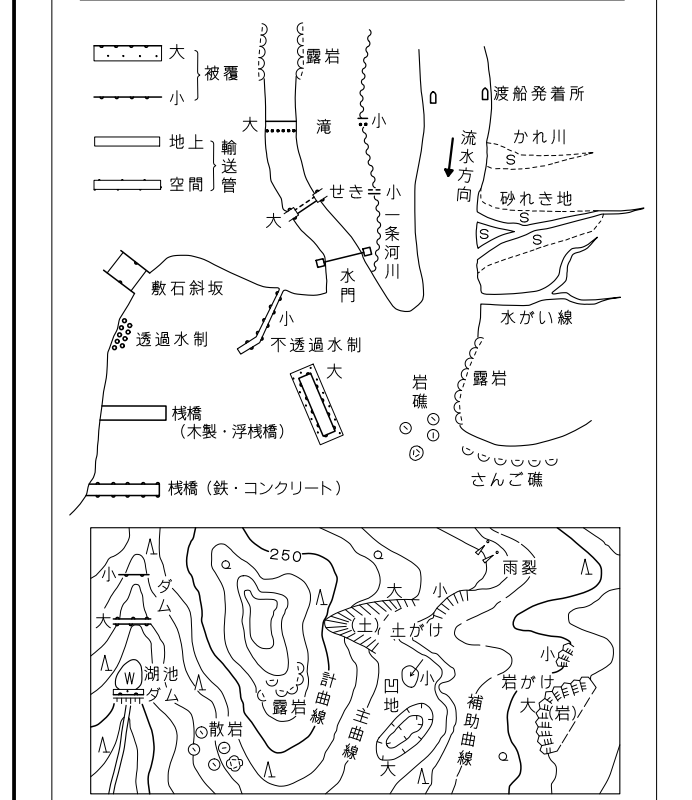 大
被覆
小
地上
空間
輸送管
露岩
大
滝
小
せき
小
大
一条河川
水門
渡船発着所
流水方向
かれ川
S
砂れき地
S
S
S
水がい線
敷石斜坂
小
透過水制
不透過水制
大
桟橋
（木製・浮桟橋）
桟橋（鉄・コンクリート）
岩礁
露岩
さんご礁
250
小
ダム
大
W
湖池
ダム
大
小
雨裂
(土)
土がけ
小
岩がけ
大
(岩)
凹地
小
大
計曲線
主曲線
補助曲線
露岩
散岩